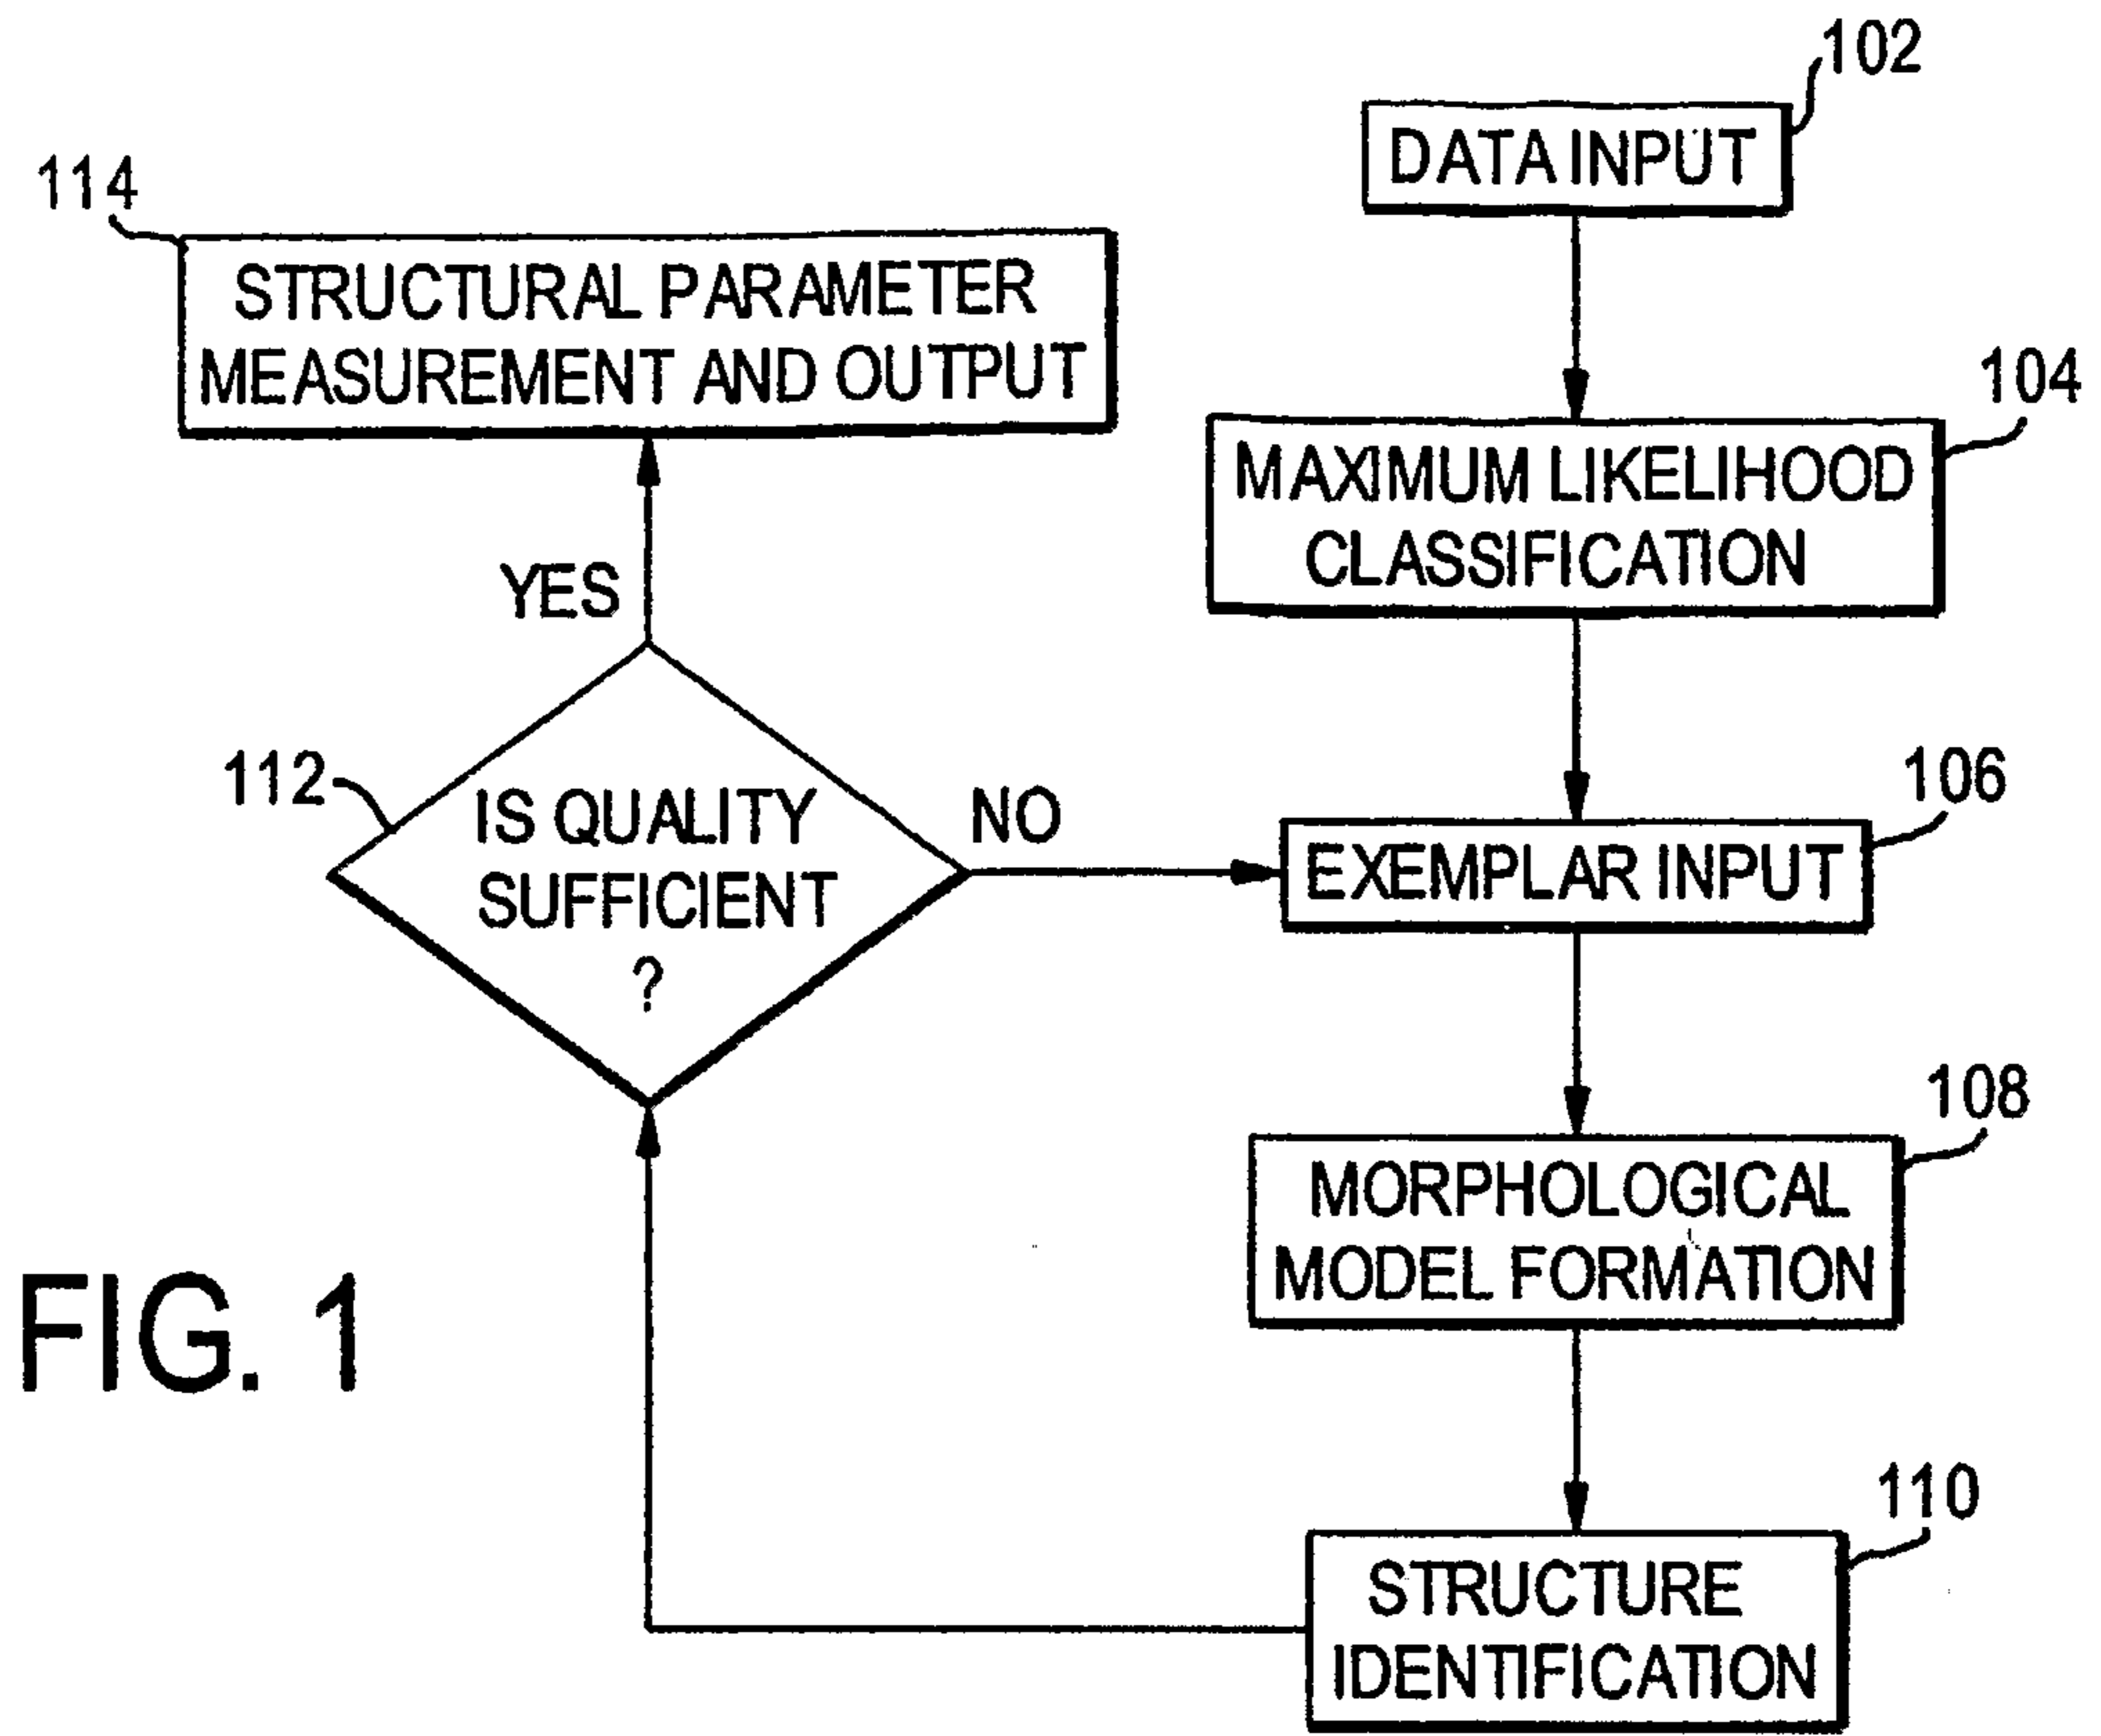 102
DATA INPUT
114
STRUCTURAL PARAMETER
MEASUREMENT AND OUTPUT
104
MAXIMUM LIKELIHOOD
CLASSIFICATION
YES
112
IS QUALITY
SUFFICIENT
?
NO
106
EXEMPLAR INPUT
108
MORPHOLOGICAL
MODEL FORMATION
FIG. 1
110
STRUCTURE
IDENTIFICATION